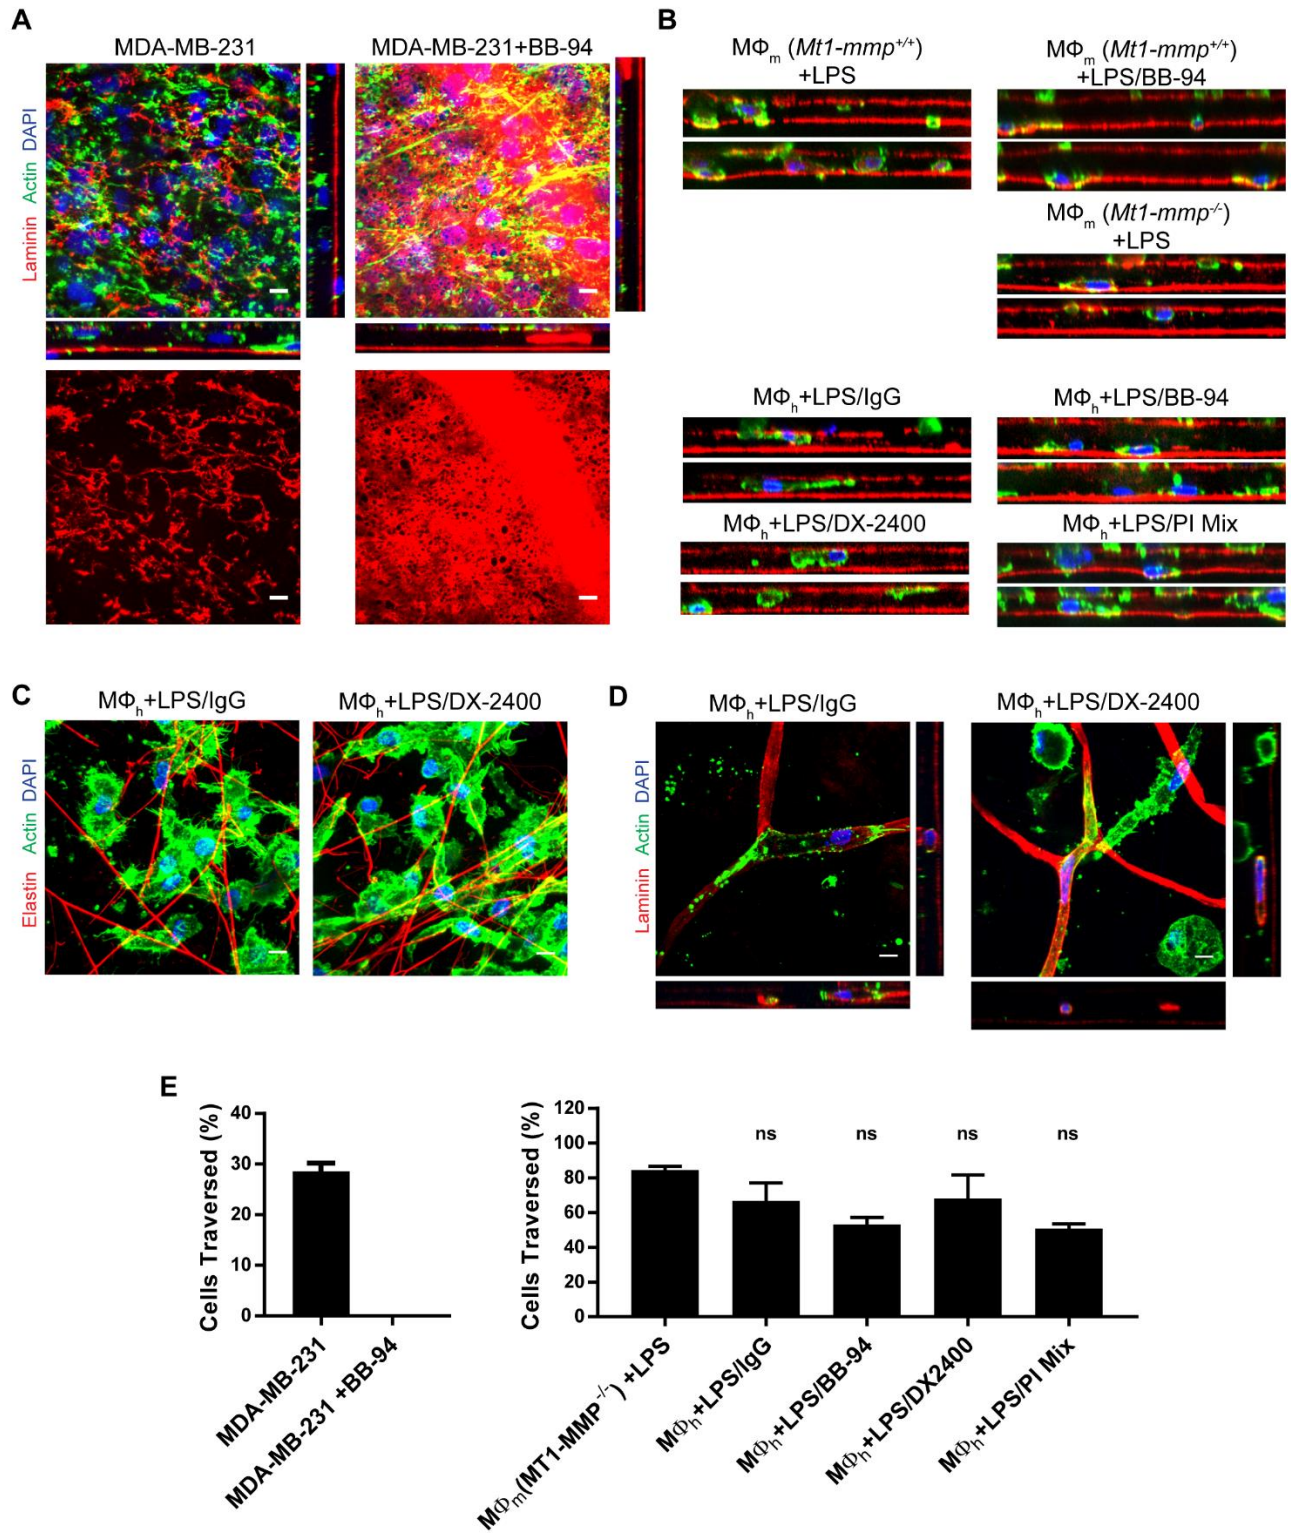 A
MDA-MB-231
MDA-MB-231+BB-94
Laminin Actin DAPI
B
MΦm (Mt1-mmp+/+)
+LPS
MΦm (Mt1-mmp+/+)
+LPS/BB-94
MΦm (Mt1-mmp-/-)
+LPS
MΦh+LPS/IgG
MΦh+LPS/BB-94
MΦh+LPS/DX-2400
MΦh+LPS/PI Mix
C
MΦh+LPS/IgG
MΦh+LPS/DX-2400
Elastin Actin DAPI
D
MΦh+LPS/IgG
MΦh+LPS/DX-2400
Laminin Actin DAPI
E
Cells Traversed (%)
40
30
20
10
0
MDA-MB-231
MDA-MB-231 +BB-94
Cells Traversed (%)
120
100
80
60
40
20
0
ns
ns
ns
ns
MΦm(MT1-MMP-/-) +LPS
MΦh+LPS/IgG
MΦh+LPS/BB-94
MΦh+LPS/DX2400
MΦh+LPS/PI Mix